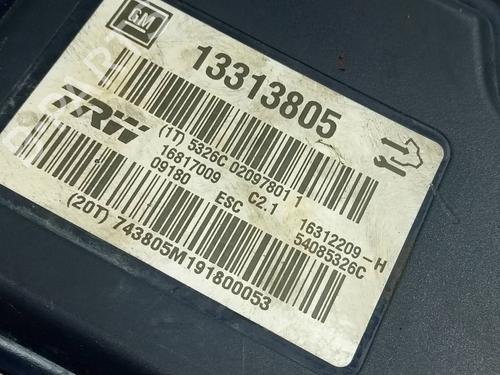 GM
13313805
TRW
(1T) 5326C 02097801 1
16817009
09180
ESC
C2.1
16312209-H
54085326C
(20T) 743805M191800053